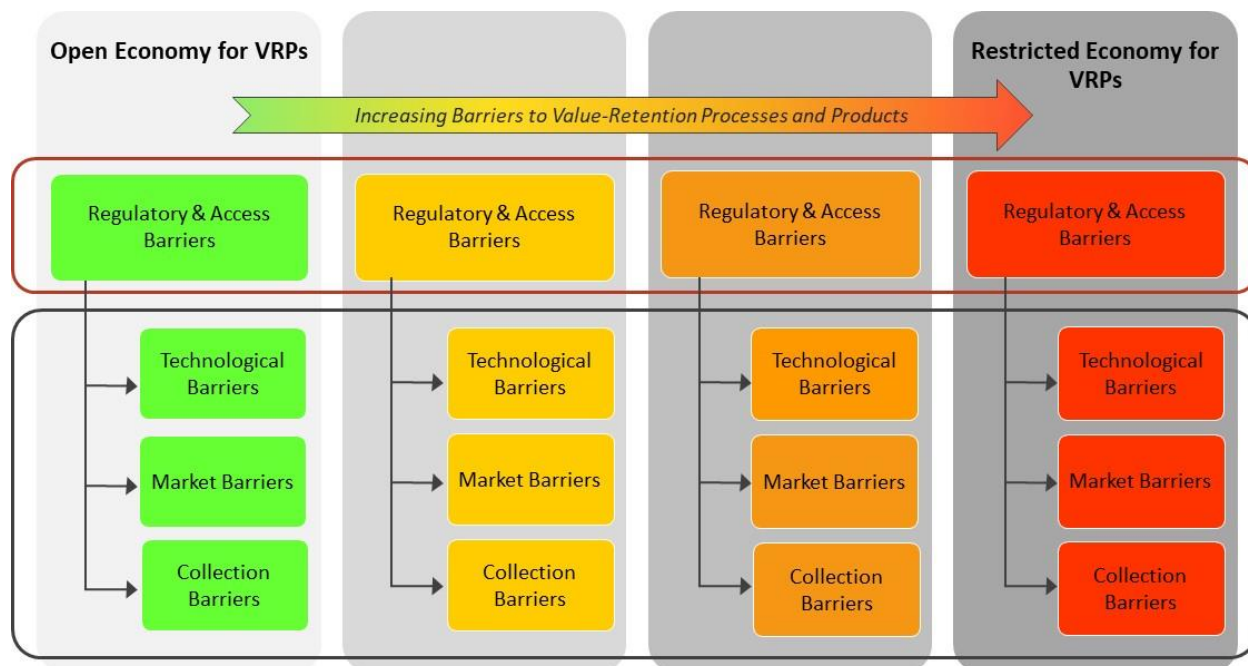 Open Economy for VRPs
Restricted Economy for
VRPs
Increasing Barriers to Value-Retention Processes and Products
Regulatory & Access
Barriers
Regulatory & Access
Barriers
Regulatory & Access
Barriers
Regulatory & Access
Barriers
Technological
Barriers
Technological
Barriers
Technological
Barriers
Technological
Barriers
Market Barriers
Market Barriers
Market Barriers
Market Barriers
Collection
Barriers
Collection
Barriers
Collection
Barriers
Collection
Barriers